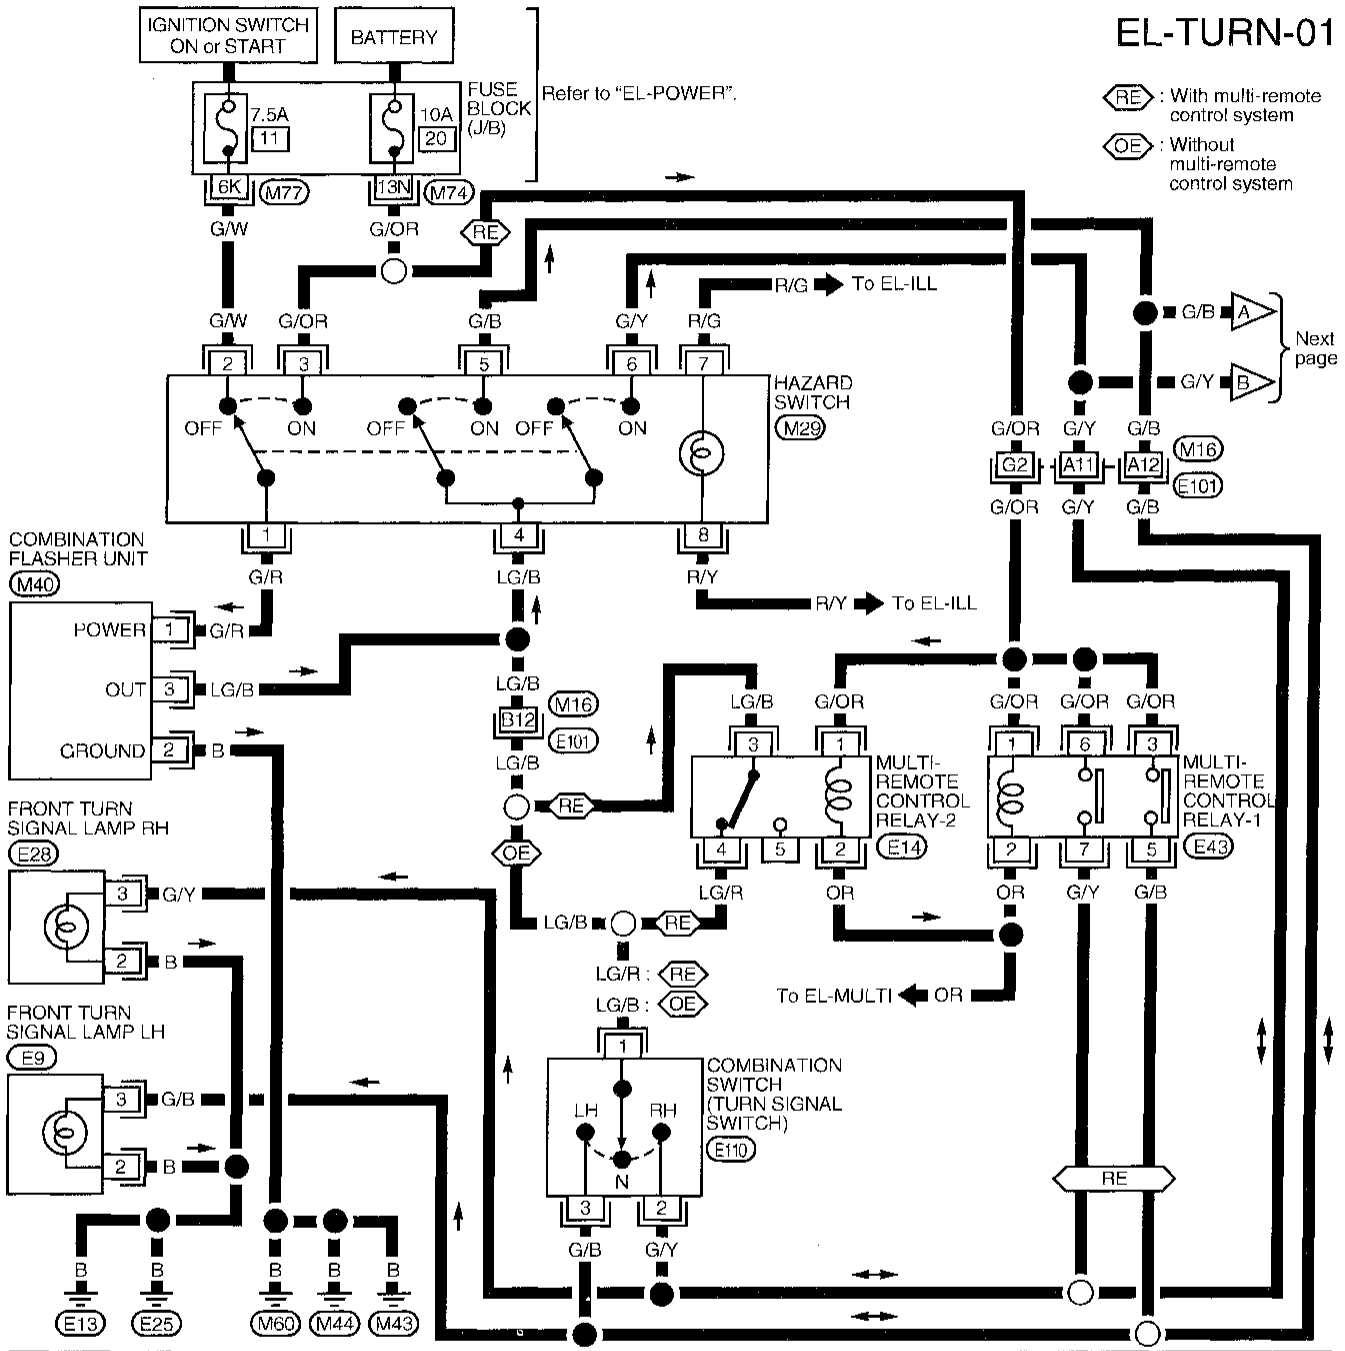 EL-TURN-01
IGNITION SWITCH
ON or START
BATTERY
FUSE
BLOCK
(J/B)
Refer to "EL-POWER".
7.5A
11
10A
20
RE : With multi-remote
control system
OE : Without
multi-remote
control system
6K M77
13N M74
G/W
G/OR
RE
R/G To EL-ILL
G/W
G/OR
G/B
G/Y
R/G
G/B A
G/Y B
Next
page
2
3
5
6
7
HAZARD
SWITCH
M29
OFF
ON
OFF
ON
OFF
ON
G/OR
G/Y
G/B
G2
A11
A12
M16
E101
G/OR
G/Y
G/B
1
4
8
G/R
LG/B
R/Y
R/Y To EL-ILL
COMBINATION
FLASHER UNIT
M40
POWER 1 G/R
OUT 3 LG/B
GROUND 2 B
LG/B
B12
M16
E101
LG/B
RE
OE
LG/B
G/OR
G/OR
G/OR
G/OR
3
1
1
6
3
MULTI-
REMOTE
CONTROL
RELAY-2
E14
MULTI-
REMOTE
CONTROL
RELAY-1
E43
4
5
2
2
7
5
LG/R
OR
OR
G/Y
G/B
FRONT TURN
SIGNAL LAMP RH
E28
3 G/Y
2 B
LG/B
RE
LG/R : RE
LG/B : OE
To EL-MULTI OR
FRONT TURN
SIGNAL LAMP LH
E9
3 G/B
2 B
1
COMBINATION
SWITCH
(TURN SIGNAL
SWITCH)
E110
LH
RH
N
3
2
G/B
G/Y
RE
B
B
B
B
B
E13
E25
M60
M44
M43